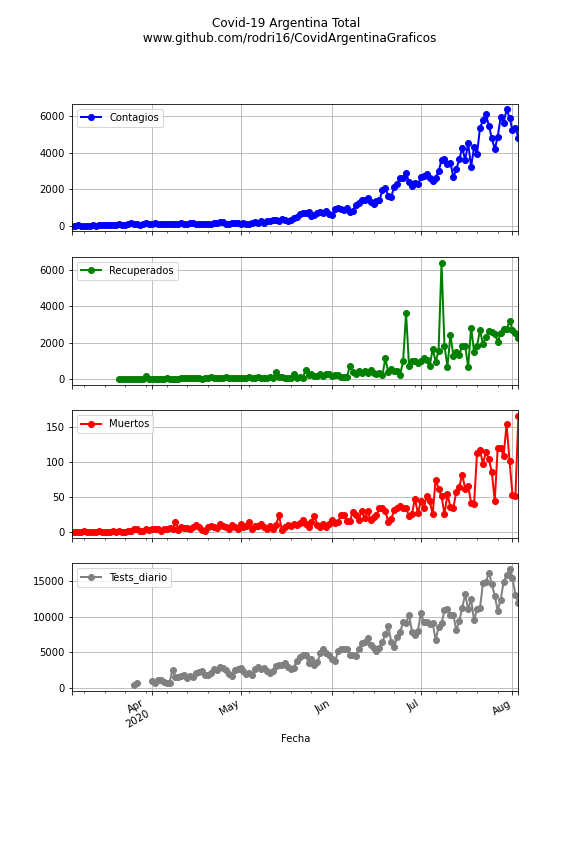 Covid-19 Argentina Total
www.github.com/rodri16/CovidArgentinaGraficos
6000
4000
2000
0
Contagios
6000
4000
2000
0
Recuperados
150
100
50
0
Muertos
15000
10000
5000
0
Tests_diario
Apr
2020
May
Jun
Jul
Aug
Fecha